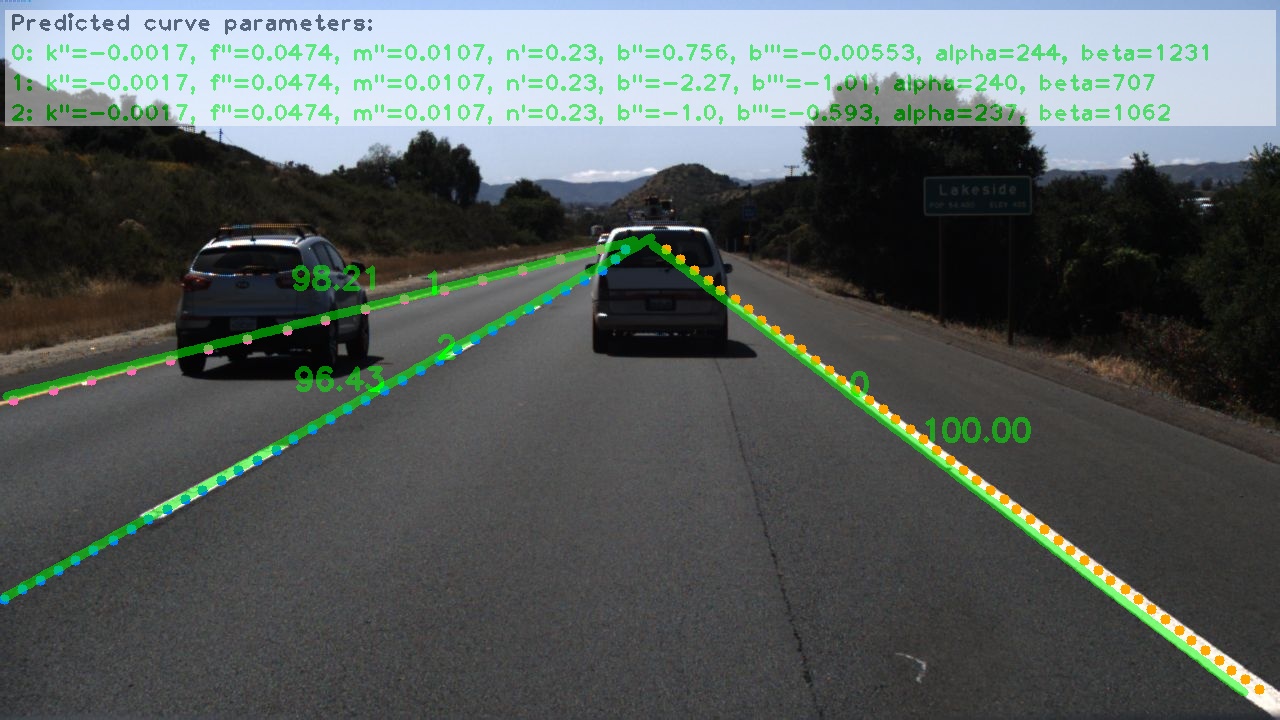 Predicted curve parameters:
0: k''=-0.0017, f''=0.0474, m''=0.0107, n'=0.23, b''=0.756, b'''=-0.00553, alpha=244, beta=1231
1: k''=-0.0017, f''=0.0474, m''=0.0107, n'=0.23, b''=-2.27, b'''=-1.01, alpha=240, beta=707
2: k''=-0.0017, f''=0.0474, m''=0.0107, n'=0.23, b''=-1.0, b'''=-0.593, alpha=237, beta=1062
Lakeside
98.21
1
2
96.43
0
100.00